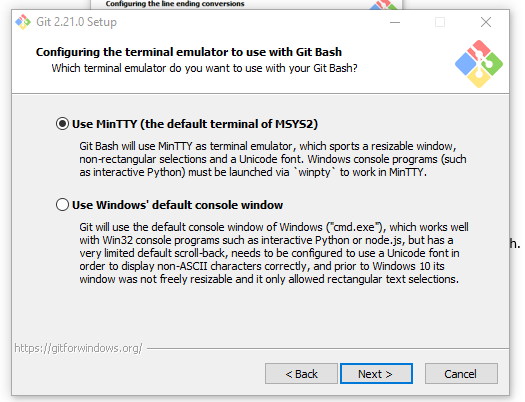 Configuring the line ending conversions
Git 2.21.0 Setup
Configuring the terminal emulator to use with Git Bash
Which terminal emulator do you want to use with your Git Bash?
Use MinTTY (the default terminal of MSYS2)
Git Bash will use MinTTY as terminal emulator, which sports a resizable window,
non-rectangular selections and a Unicode font. Windows console programs (such
as interactive Python) must be launched via `winpty` to work in MinTTY.
Use Windows' default console window
Git will use the default console window of Windows ("cmd.exe"), which works well
with Win32 console programs such as interactive Python or node.js, but has a
very limited default scroll-back, needs to be configured to use a Unicode font in
order to display non-ASCII characters correctly, and prior to Windows 10 its
window was not freely resizable and it only allowed rectangular text selections.
h.
https://gitforwindows.org/
< Back
Next >
Cancel